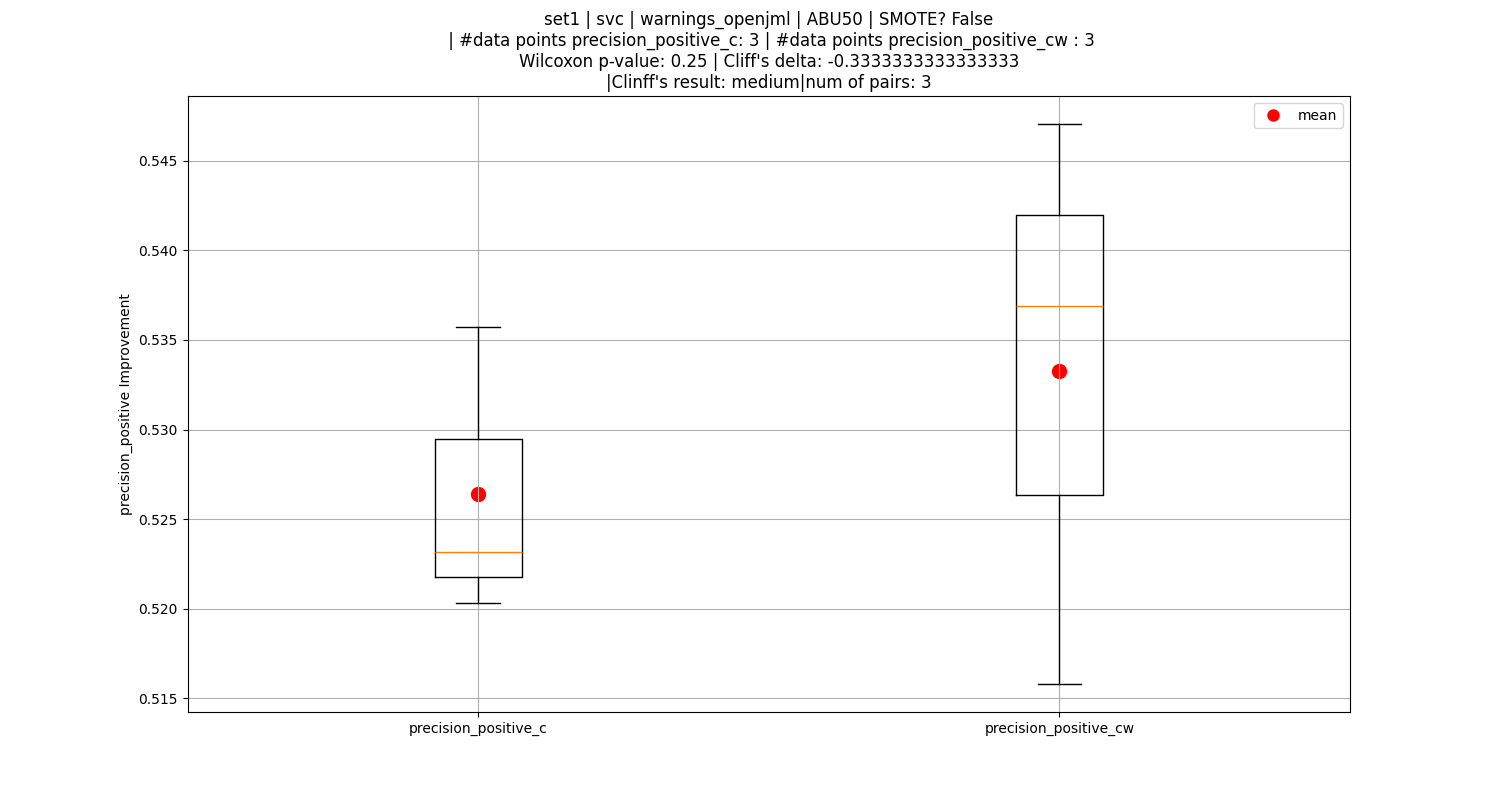 set1 | svc | warnings_openjml | ABU50 | SMOTE? False
| #data points precision_positive_c: 3 | #data points precision_positive_cw : 3
Wilcoxon p-value: 0.25 | Cliff's delta: -0.3333333333333333
|Clinff's result: medium|num of pairs: 3
mean
precision_positive Improvement
0.545
0.540
0.535
0.530
0.525
0.520
0.515
precision_positive_c
precision_positive_cw